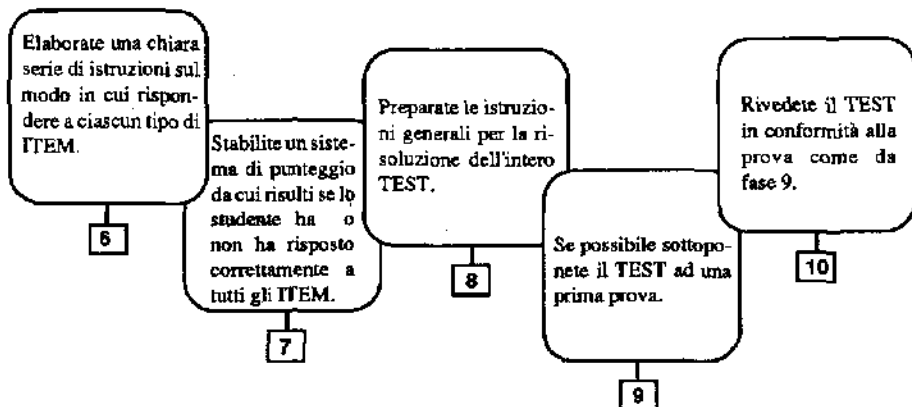 Elaborate una chiara
serie di istruzioni sul
modo in cui rispon-
dere a ciascun tipo di
ITEM.
6
Stabilite un siste-
ma di punteggio
da cui risulti se lo
studente ha o
non ha risposto
correttamente a
tutti gli ITEM.
7
Preparate le istruzio-
ni generali per la ri-
soluzione dell'intero
TEST.
8
Se possibile sottopo-
nete il TEST ad una
prima prova.
9
Rivedete il TEST
in conformità alla
prova come da
fase 9.
10